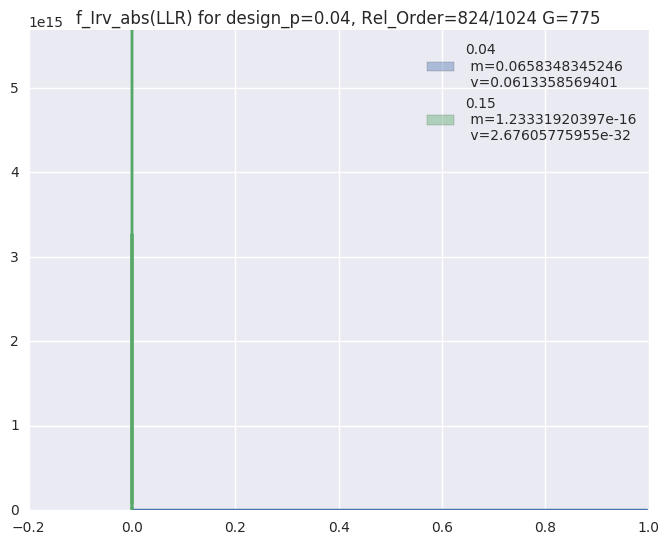 f_Irv_abs(LLR) for design_p=0.04, Rel_Order=824/1024 G=775
1e15
0.04
m=0.0658348345246
v=0.0613358569401
0.15
m=1.23331920397e-16
v=2.67605775955e-32
5
4
3
2
1
0
−0.2 0.0 0.2 0.4 0.6 0.8 1.0